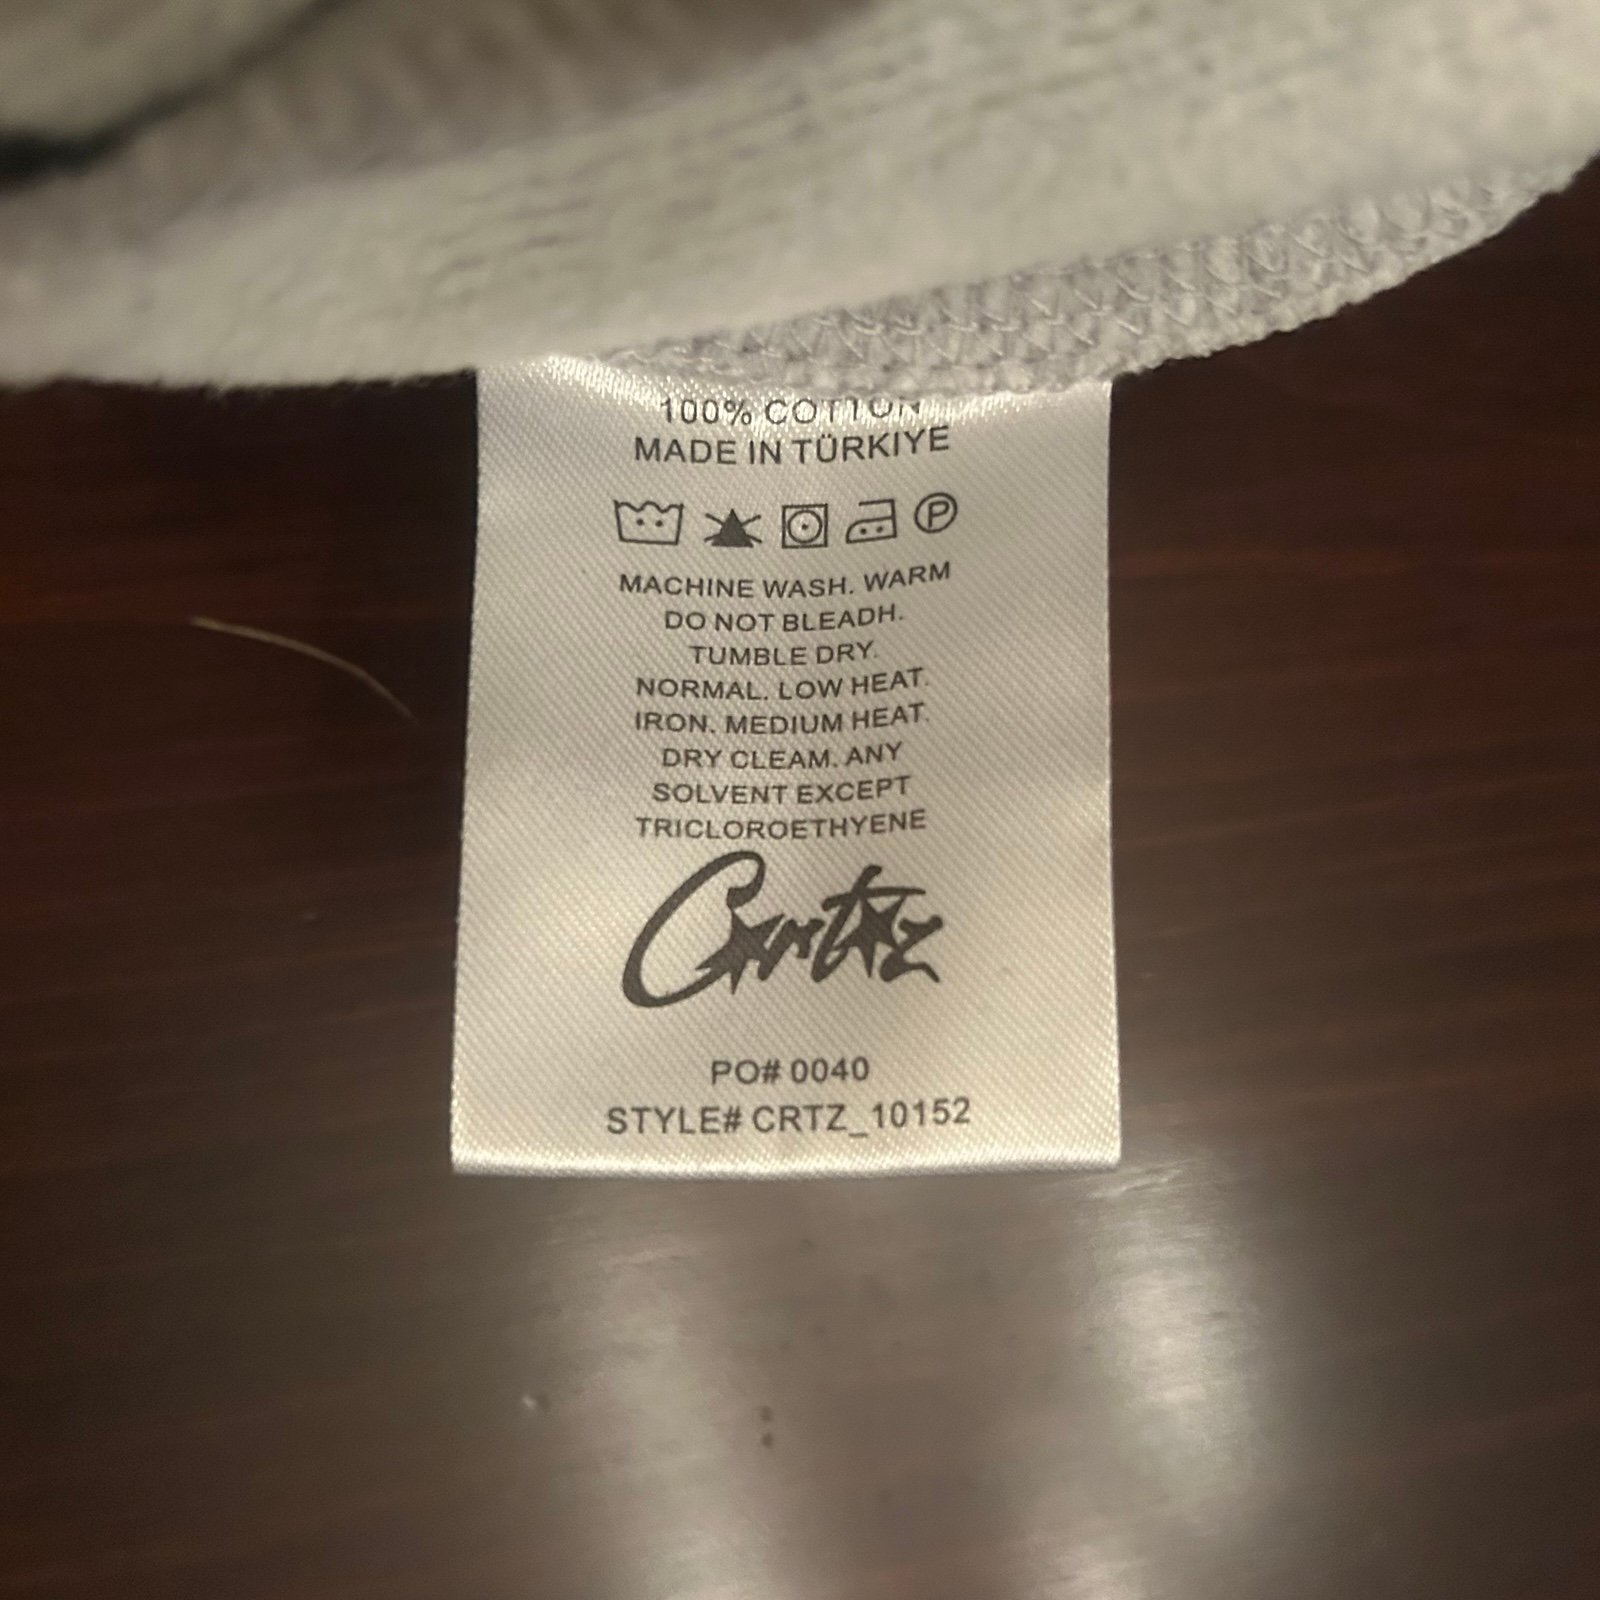 100% COTTON
MADE IN TÜRKIYE
P
MACHINE WASH. WARM
DO NOT BLEADH.
TUMBLE DRY.
NORMAL. LOW HEAT.
IRON. MEDIUM HEAT.
DRY CLEAM. ANY
SOLVENT EXCEPT
TRICLOROETHYENE
Crtz
PO# 0040
STYLE# CRTZ_10152